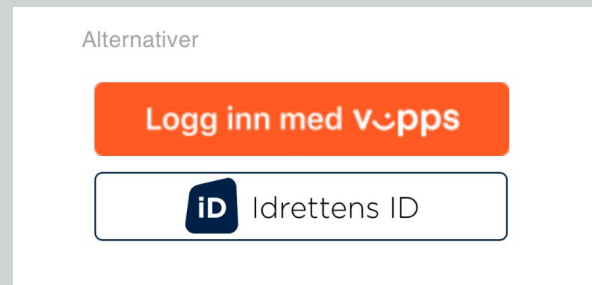 Alternativer
Logg inn med vipps
iD Idrettens ID